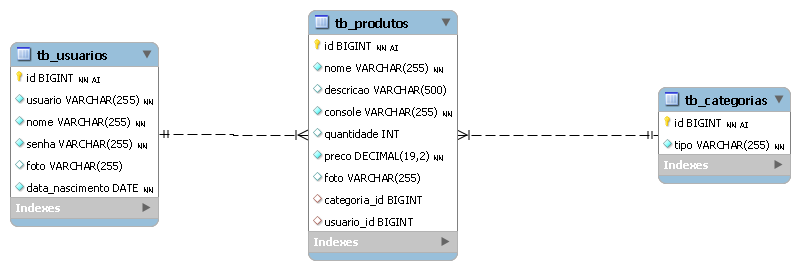 tb_usuarios
id BIGINT NN AI
usuario VARCHAR(255) NN
nome VARCHAR(255) NN
senha VARCHAR(255) NN
foto VARCHAR(255)
data_nascimento DATE NN
Indexes
tb_produtos
id BIGINT NN AI
nome VARCHAR(255) NN
descricao VARCHAR(500)
console VARCHAR(255) NN
quantidade INT
preco DECIMAL(19,2) NN
foto VARCHAR(255)
categoria_id BIGINT
usuario_id BIGINT
Indexes
tb_categorias
id BIGINT NN AI
tipo VARCHAR(255) NN
Indexes